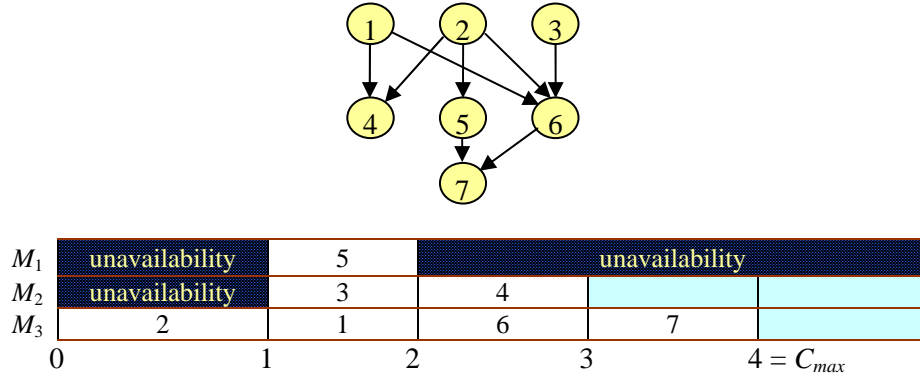 1 2 3
4 5 6
7
M1 unavailability 5 unavailability
M2 unavailability 3 4
M3 2 1 6 7
0 1 2 3 4 = Cmax